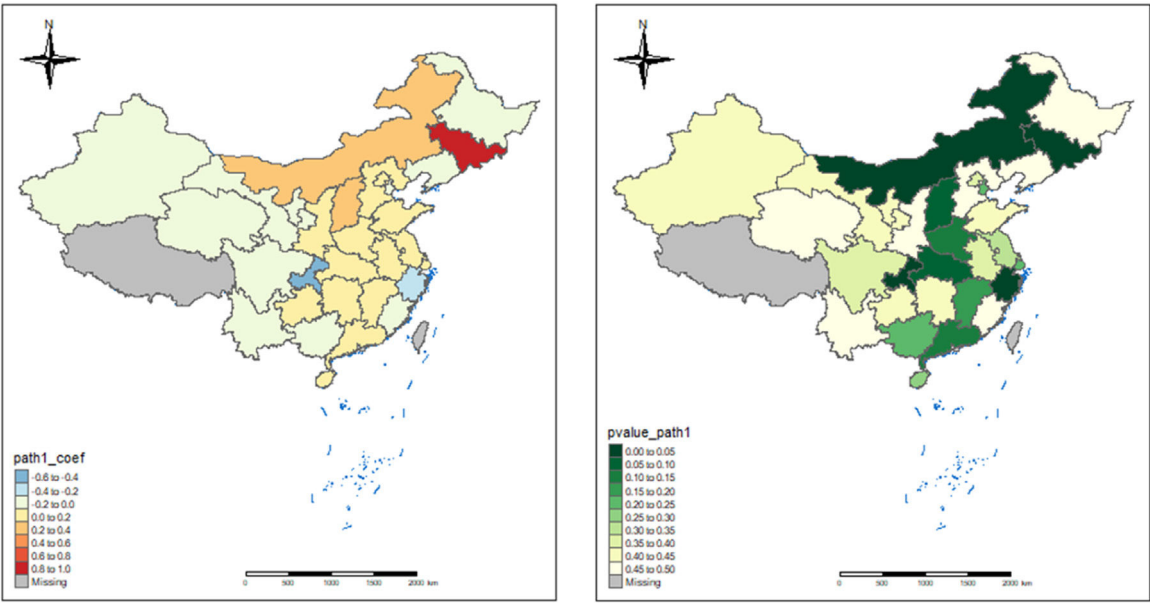 N
path1_coef
-0.6 to -0.4
-0.4 to -0.2
-0.2 to 0.0
0.0 to 0.2
0.2 to 0.4
0.4 to 0.6
0.6 to 0.8
0.8 to 1.0
Missing
0 500 1000 1500 2000 km
N
pvalue_path1
0.00 to 0.05
0.05 to 0.10
0.10 to 0.15
0.15 to 0.20
0.20 to 0.25
0.25 to 0.30
0.30 to 0.35
0.35 to 0.40
0.40 to 0.45
0.45 to 0.50
Missing
0 500 1000 1500 2000 km